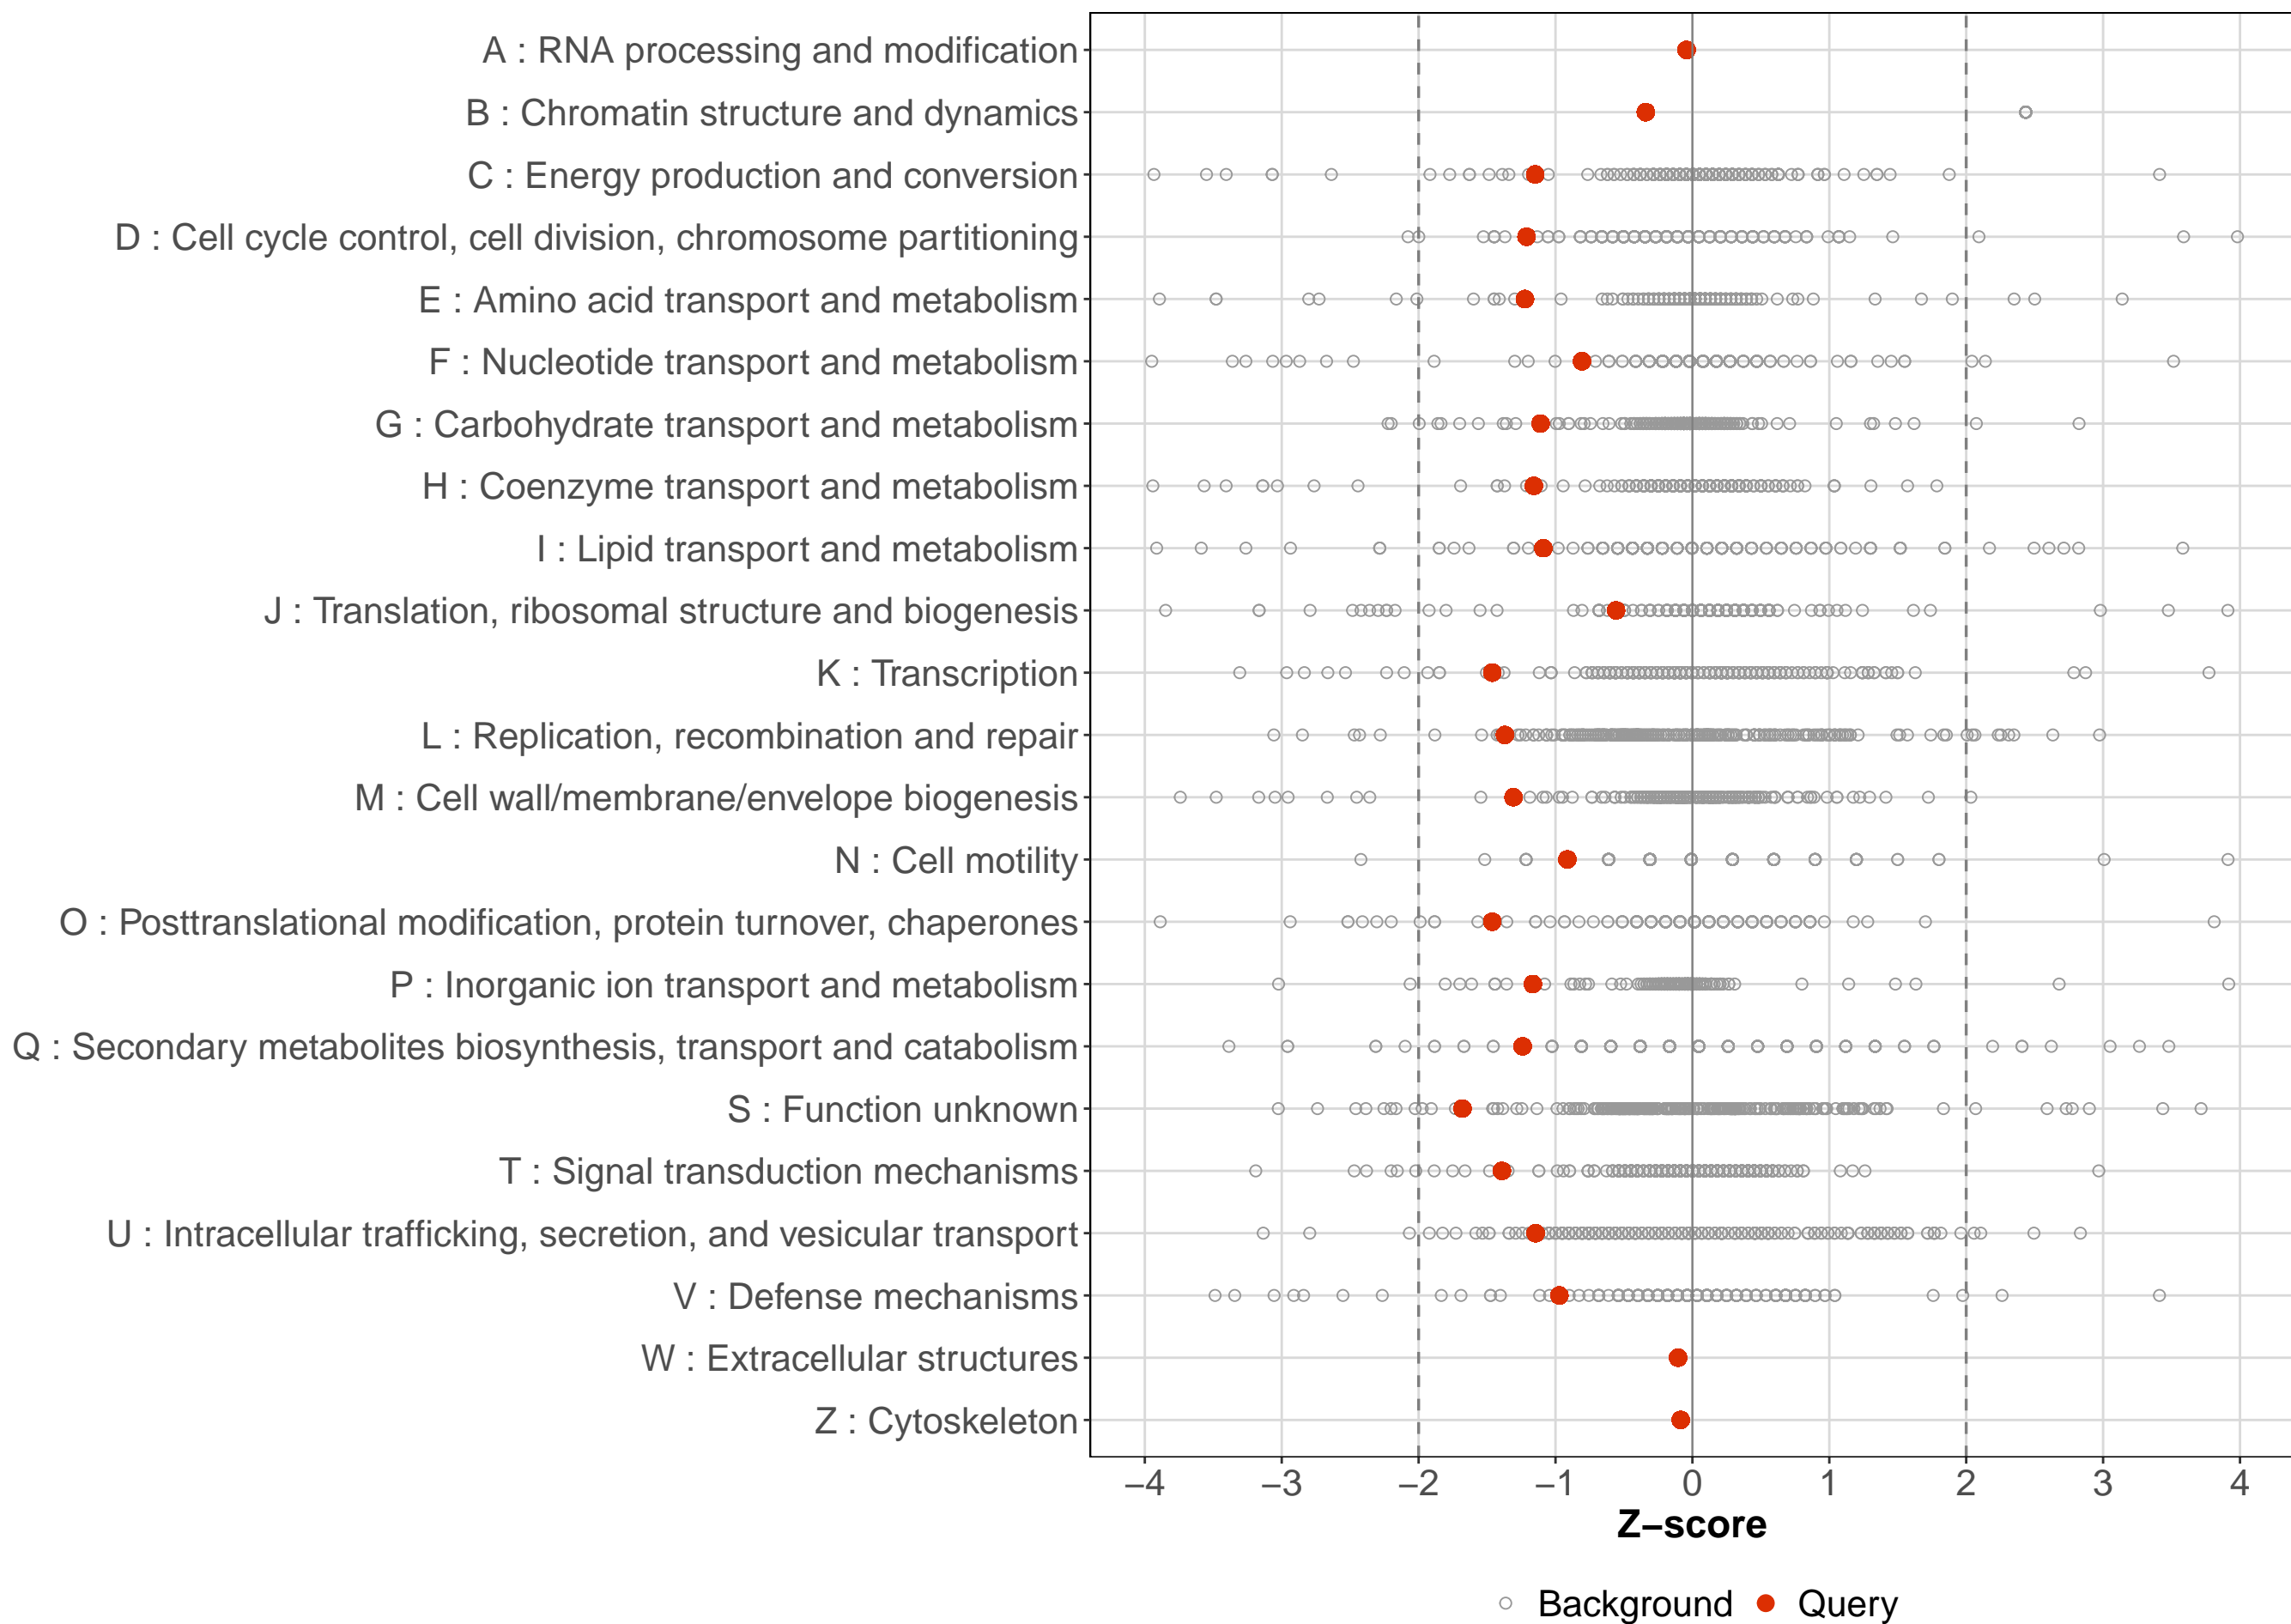 A : RNA processing and modification
B : Chromatin structure and dynamics
C : Energy production and conversion
D : Cell cycle control, cell division, chromosome partitioning
E : Amino acid transport and metabolism
F : Nucleotide transport and metabolism
G : Carbohydrate transport and metabolism
H : Coenzyme transport and metabolism
I : Lipid transport and metabolism
J : Translation, ribosomal structure and biogenesis
K : Transcription
L : Replication, recombination and repair
M : Cell wall/membrane/envelope biogenesis
N : Cell motility
O : Posttranslational modification, protein turnover, chaperones
P : Inorganic ion transport and metabolism
Q : Secondary metabolites biosynthesis, transport and catabolism
S : Function unknown
T : Signal transduction mechanisms
U : Intracellular trafficking, secretion, and vesicular transport
V : Defense mechanisms
W : Extracellular structures
Z : Cytoskeleton
−4 −3 −2 −1 0 1 2 3 4
Z−score
Background Query